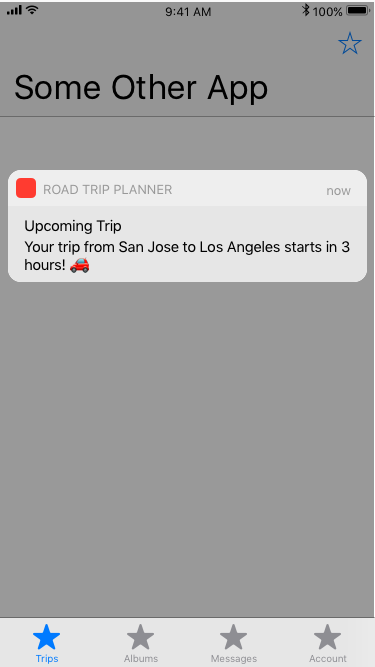 9:41 AM 100%
Some Other App
ROAD TRIP PLANNER now
Upcoming Trip
Your trip from San Jose to Los Angeles starts in 3
hours! 🚗
Trips Albums Messages Account